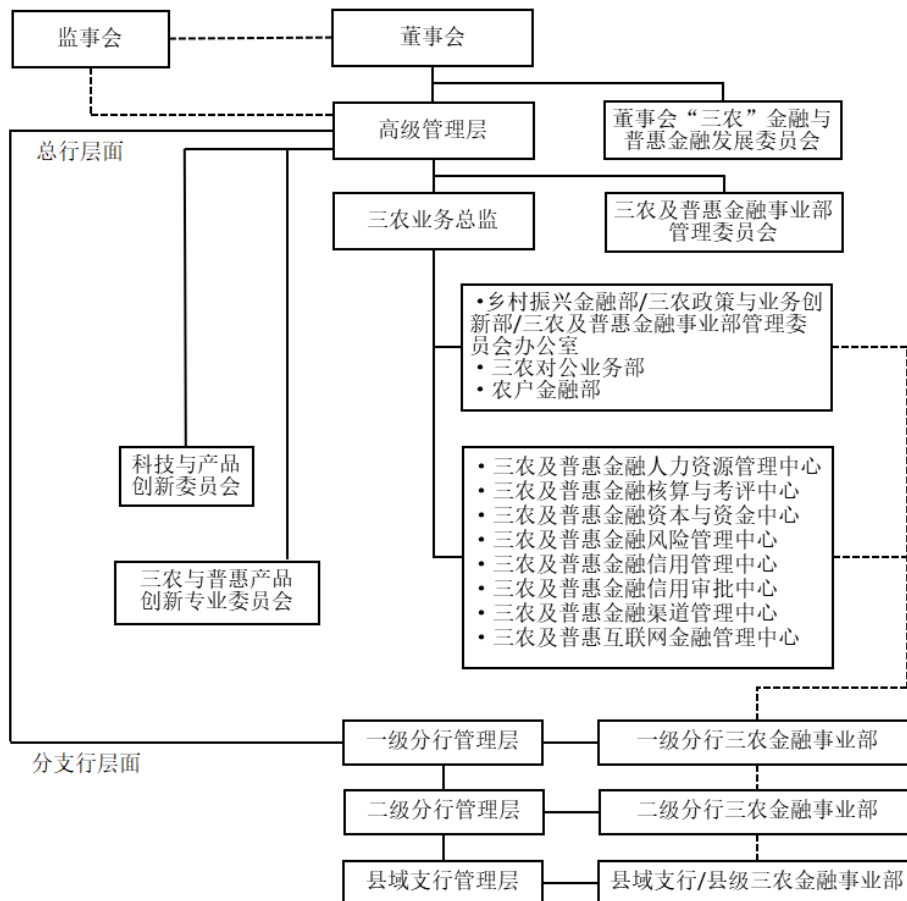 监事会
董事会
高级管理层
董事会“三农”金融与
普惠金融发展委员会
总行层面
三农业务总监
三农及普惠金融事业部
管理委员会
•乡村振兴金融部/三农政策与业务创
新部/三农及普惠金融事业部管理委
员会办公室
•三农对公业务部
•农户金融部
科技与产品
创新委员会
•三农及普惠金融人力资源管理中心
•三农及普惠金融核算与考评中心
•三农及普惠金融资本与资金中心
•三农及普惠金融风险管理中心
•三农及普惠金融信用管理中心
•三农及普惠金融信用审批中心
•三农及普惠金融渠道管理中心
•三农及普惠互联网金融管理中心
三农与普惠产品
创新专业委员会
一级分行管理层
一级分行三农金融事业部
分支行层面
二级分行管理层
二级分行三农金融事业部
县域支行管理层
县域支行/县级三农金融事业部